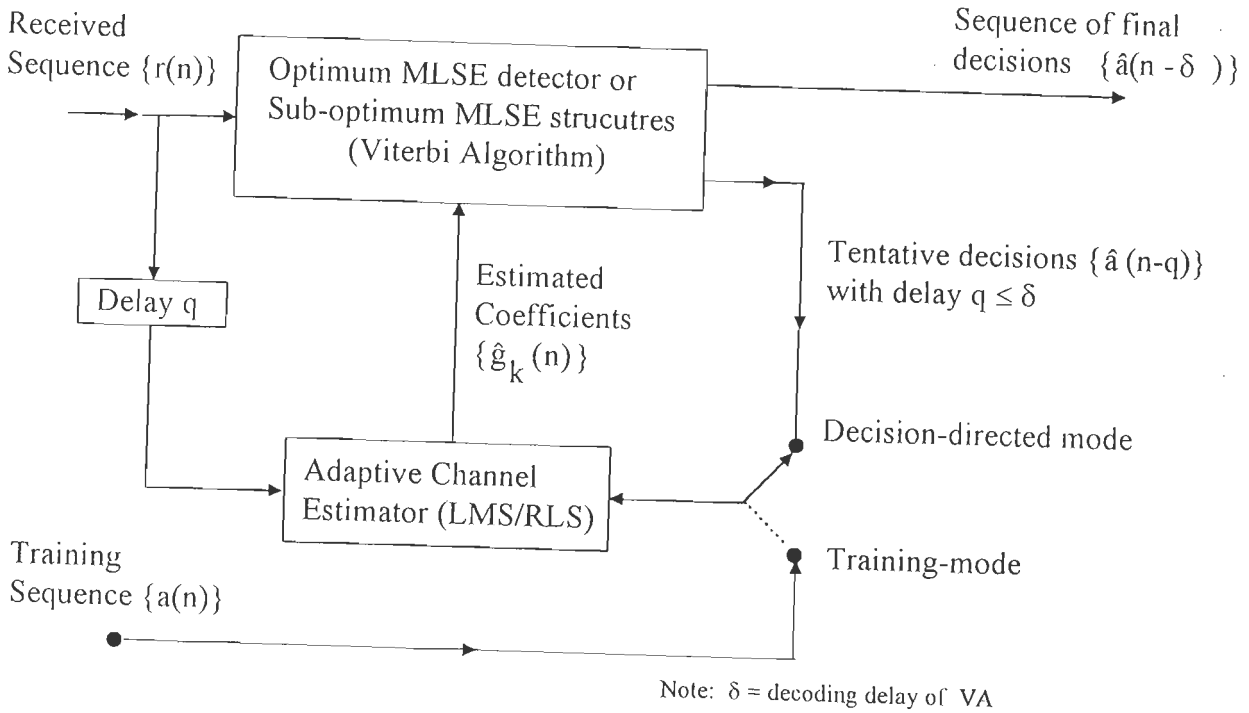 Received
Sequence {r(n)}
Optimum MLSE detector or
Sub-optimum MLSE strucutres
(Viterbi Algorithm)
Sequence of final
decisions {â(n - δ )}
Tentative decisions {â (n-q)}
with delay q ≤ δ
Delay q
Estimated
Coefficients
{ĝk (n)}
Decision-directed mode
Adaptive Channel
Estimator (LMS/RLS)
Training-mode
Training
Sequence {a(n)}
Note: δ = decoding delay of VA